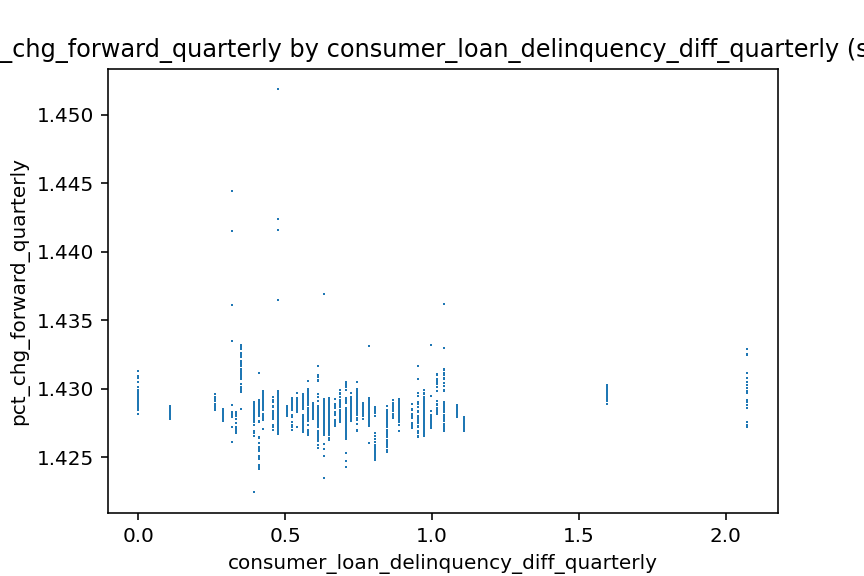 _chg_forward_quarterly by consumer_loan_delinquency_diff_quarterly (s
1.450
1.445
1.440
1.435
1.430
1.425
pct_chg_forward_quarterly
0.0 0.5 1.0 1.5 2.0
consumer_loan_delinquency_diff_quarterly